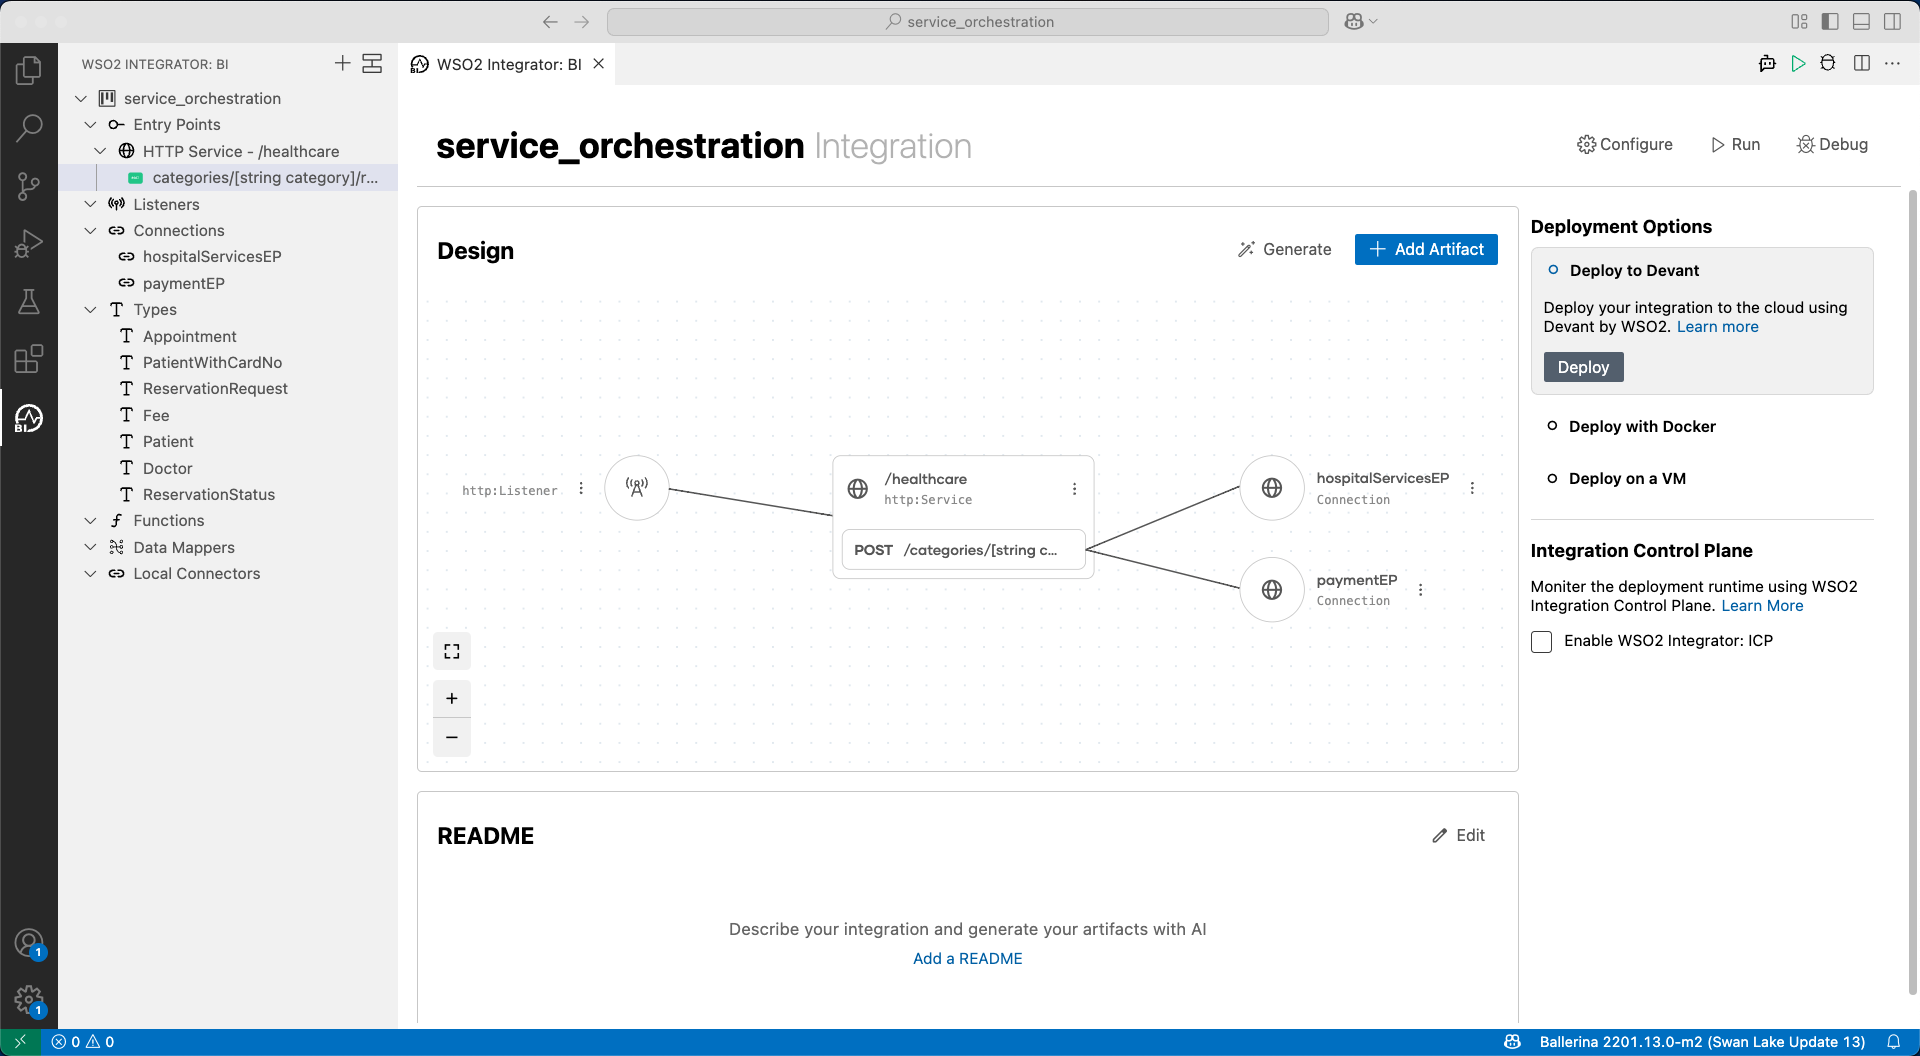 service_orchestration
WSO2 INTEGRATOR: BI
WSO2 Integrator: BI
service_orchestration
Entry Points
HTTP Service - /healthcare
categories/[string category]/r...
Listeners
Connections
hospitalServicesEP
paymentEP
Types
Appointment
PatientWithCardNo
ReservationRequest
Fee
Patient
Doctor
ReservationStatus
Functions
Data Mappers
Local Connectors
service_orchestration Integration
Configure
Run
Debug
Design
Generate
Add Artifact
http:Listener
/healthcare
http:Service
POST /categories/[string c...
hospitalServicesEP
Connection
paymentEP
Connection
README
Edit
Describe your integration and generate your artifacts with AI
Add a README
Deployment Options
Deploy to Devant
Deploy your integration to the cloud using
Devant by WSO2. Learn more
Deploy
Deploy with Docker
Deploy on a VM
Integration Control Plane
Moniter the deployment runtime using WSO2
Integration Control Plane. Learn More
Enable WSO2 Integrator: ICP
BI
1
1
0 0
Ballerina 2201.13.0-m2 (Swan Lake Update 13)